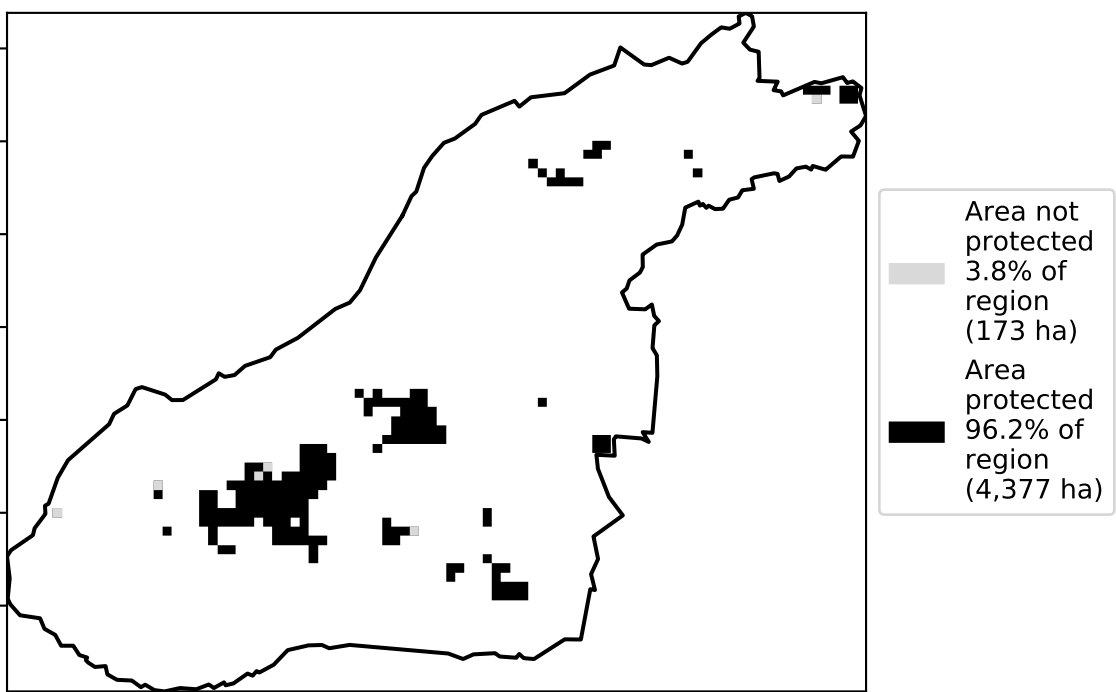 Area not
protected
3.8% of
region
(173 ha)
Area
protected
96.2% of
region
(4,377 ha)